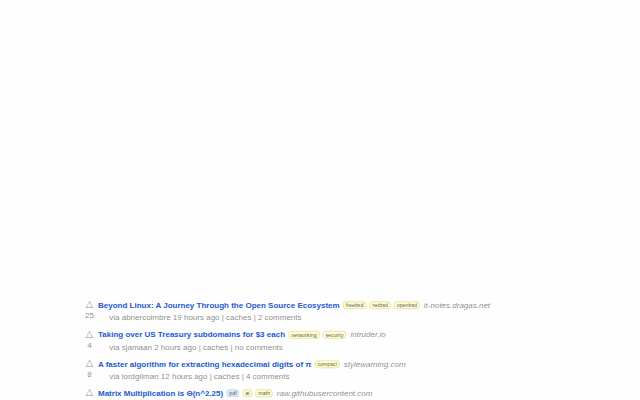 Beyond Linux: A Journey Through the Open Source Ecosystem freebsd netbsd openbsd it-notes.dragas.net
25 via abnercoimbre 19 hours ago | caches | 2 comments
Taking over US Treasury subdomains for $3 each networking security intruder.io
4 via sjamaan 2 hours ago | caches | no comments
A faster algorithm for extracting hexadecimal digits of π compsci stylewarning.com
8 via lordgilman 12 hours ago | caches | 4 comments
Matrix Multiplication is Θ(n^2.25) pdf ai math raw.githubusercontent.com